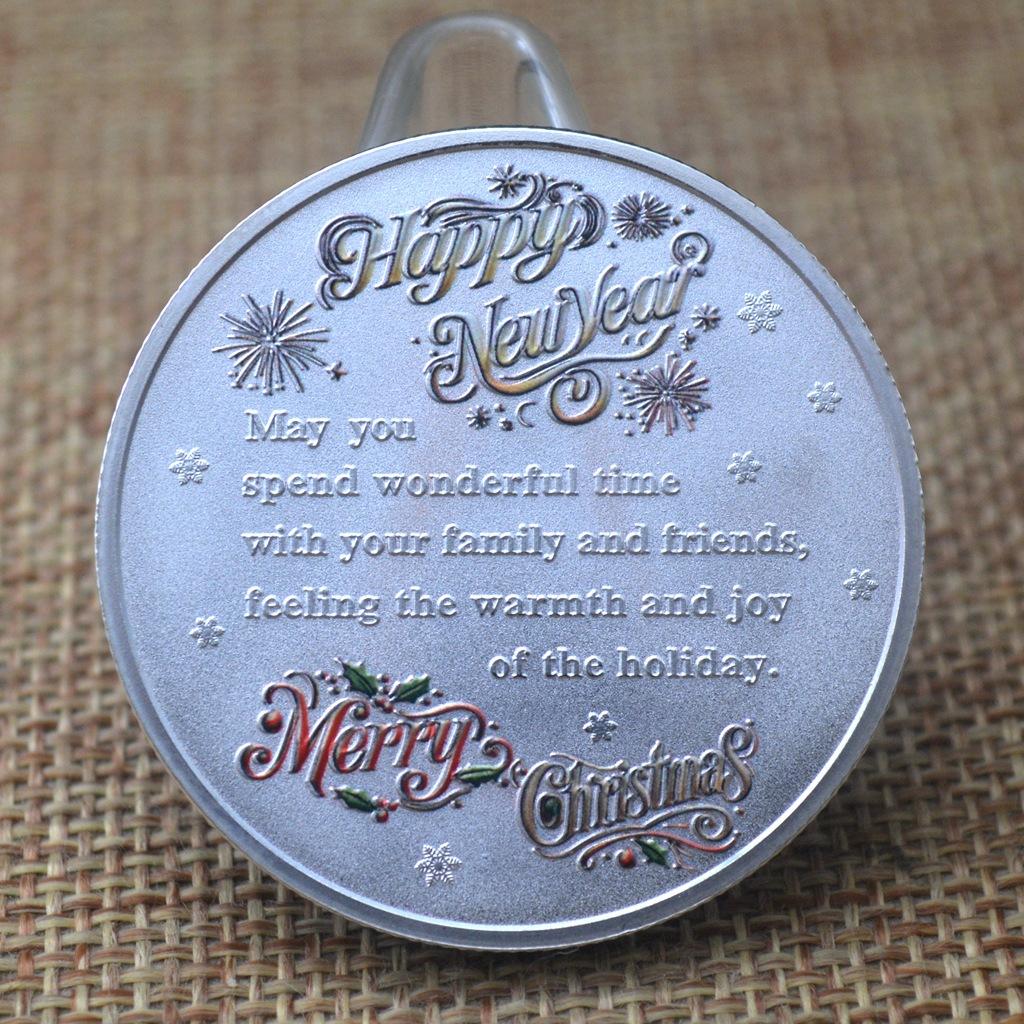 Happy
New Year
May you
spend wonderful time
with your family and friends,
feeling the warmth and joy
of the holiday.
Merry
Christmas